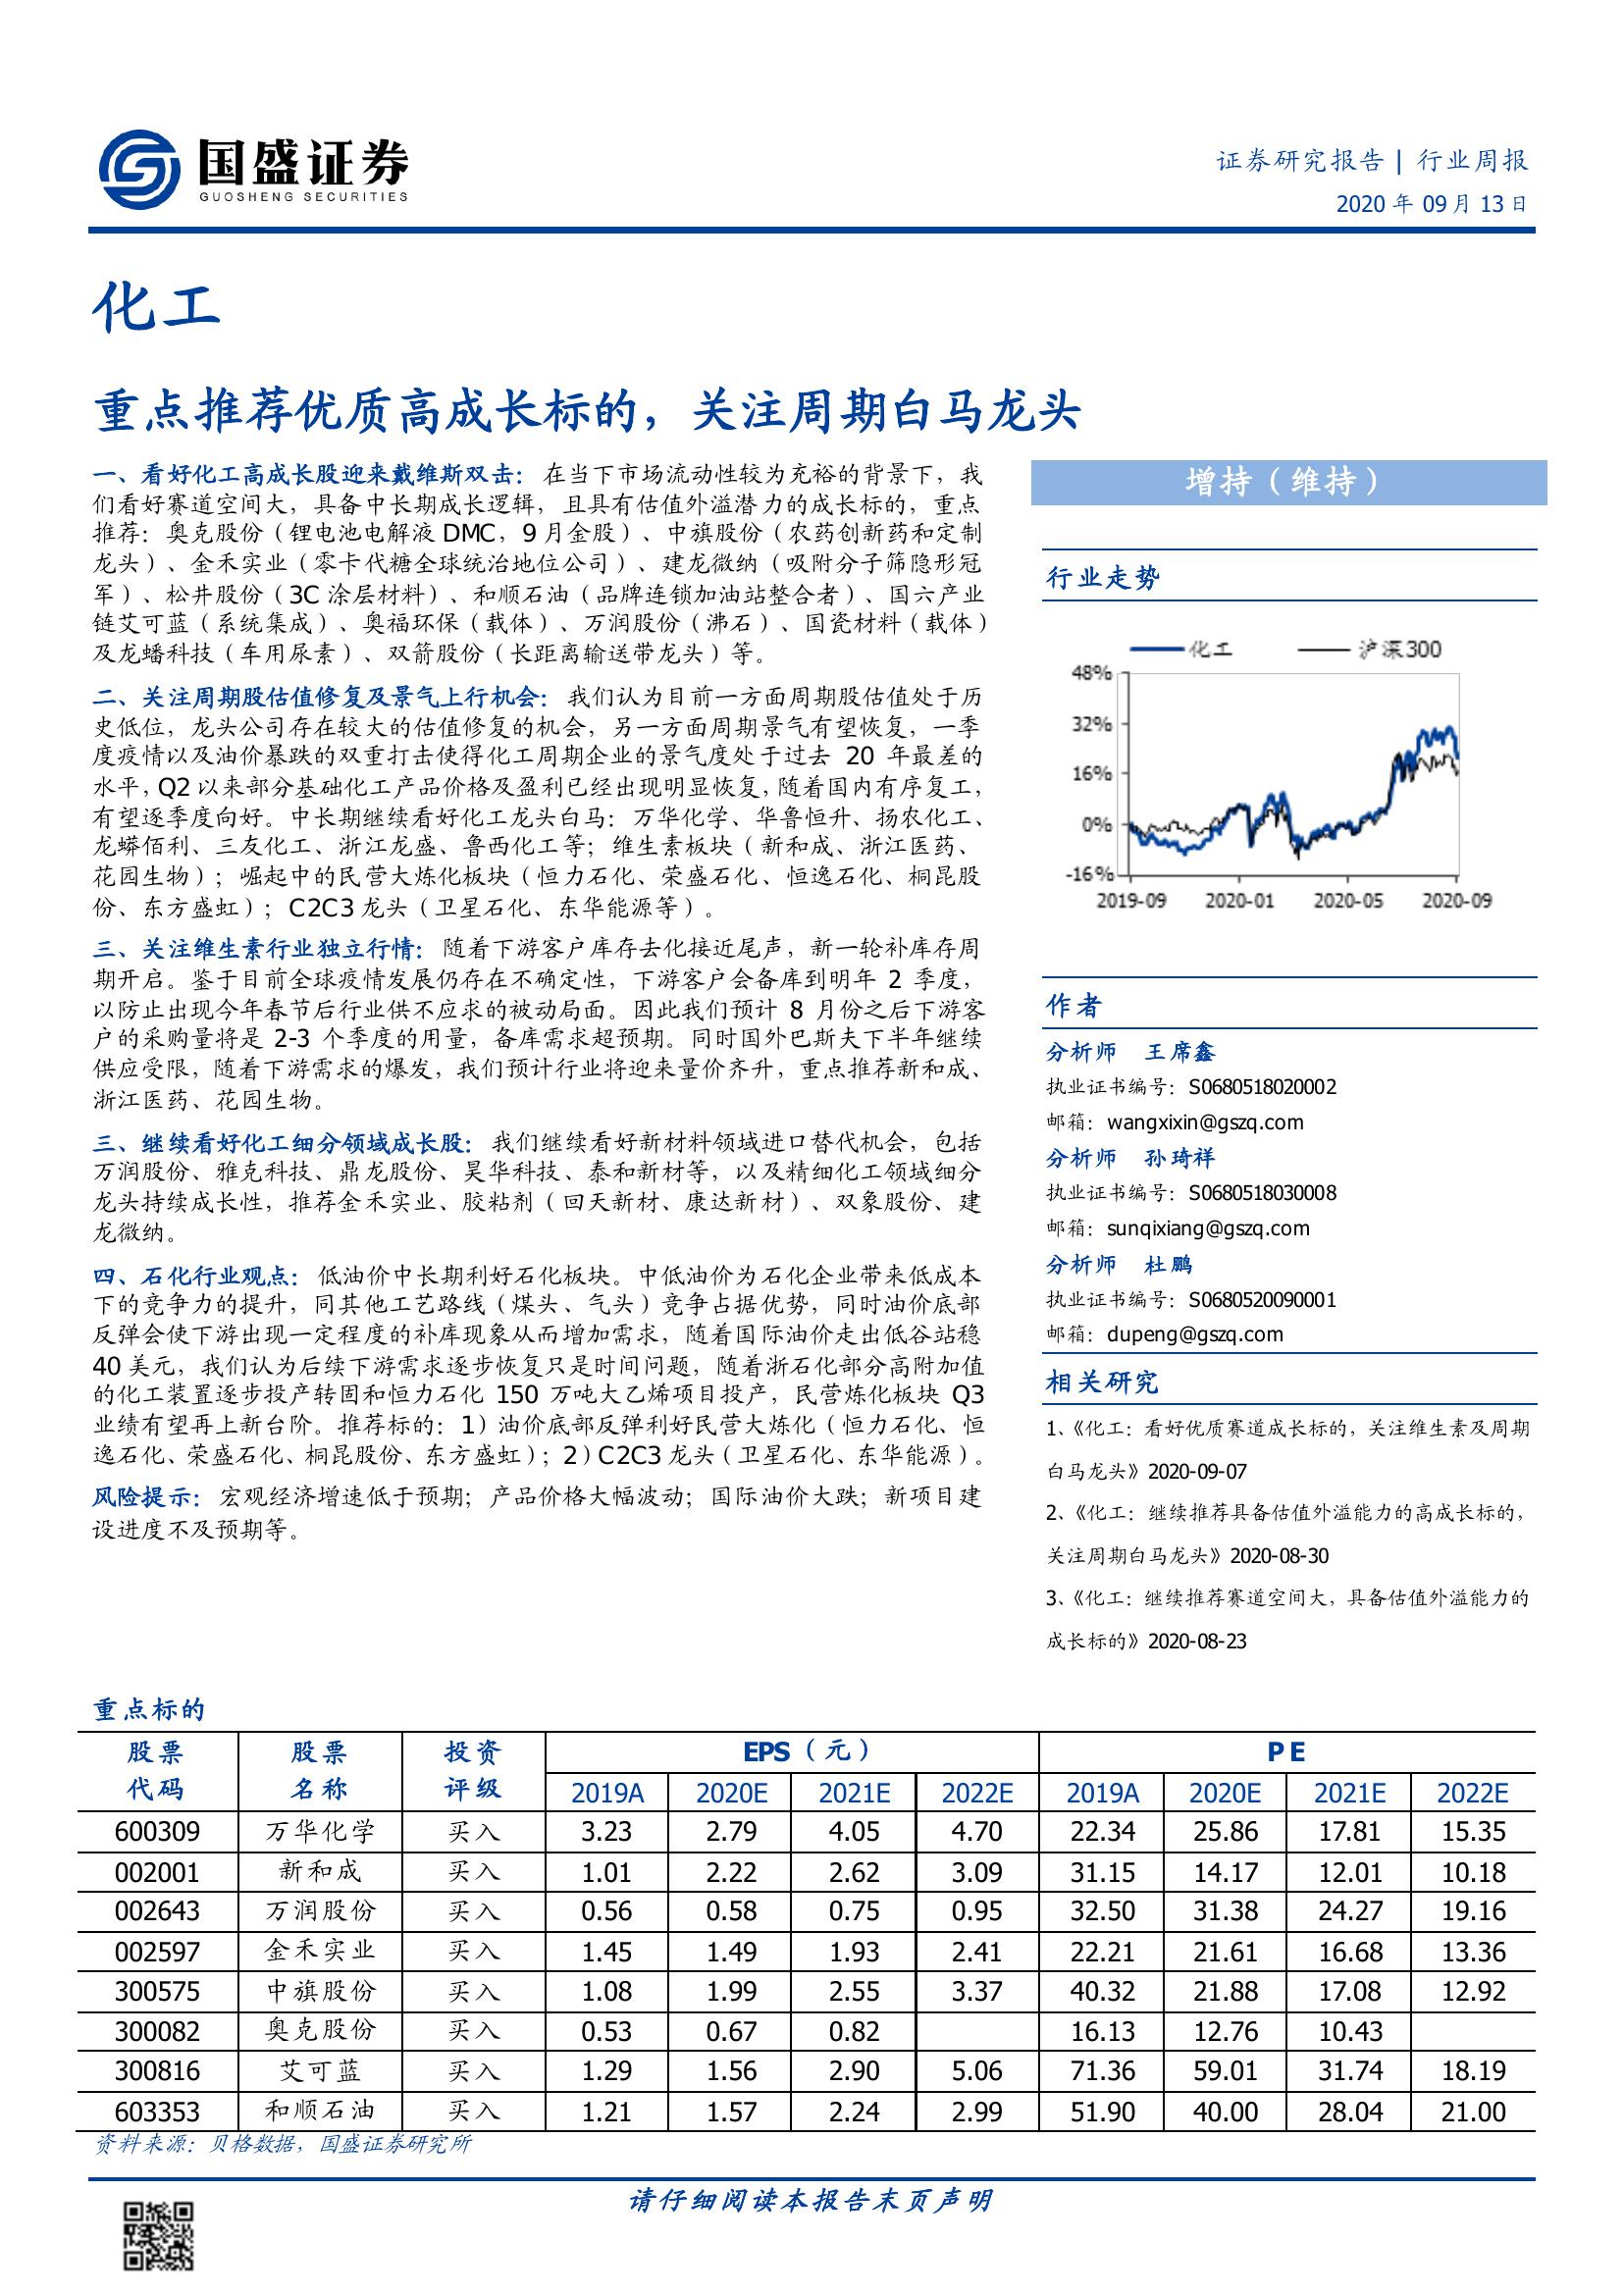 国盛证券
GUOSHENG SECURITIES
证券研究报告 | 行业周报
2020 年 09月 13日
化工
重点推荐优质高成长标的，关注周期白马龙头
一、看好化工高成长股迎来戴维斯双击：在当下市场流动性较为充裕的背景下，我
们看好赛道空间大，具备中长期成长逻辑，且具有估值外溢潜力的成长标的，重点
推荐：奥克股份（锂电池电解液 DMC，9 月金股）、中旗股份（农药创新药和定制
龙头）、金禾实业（零卡代糖全球统治地位公司）、建龙微纳（吸附分子筛隐形冠
军）、松井股份（3C 涂层材料）、和顺石油（品牌连锁加油站整合者）、国六产业
链艾可蓝（系统集成）、奥福环保（载体）、万润股份（沸石）、国瓷材料（载体）
及龙蟠科技（车用尿素）、双箭股份（长距离输送带龙头）等。
二、关注周期股估值修复及景气上行机会：我们认为目前一方面周期股估值处于历
史低位，龙头公司存在较大的估值修复的机会，另一方面周期景气有望恢复，一季
度疫情以及油价暴跌的双重打击使得化工周期企业的景气度处于过去 20 年最差的
水平，Q2 以来部分基础化工产品价格及盈利已经出现明显恢复，随着国内有序复工，
有望逐季度向好。中长期继续看好化工龙头白马：万华化学、华鲁恒升、扬农化工、
龙蟒佰利、三友化工、浙江龙盛、鲁西化工等；维生素板块（新和成、浙江医药、
花园生物）；崛起中的民营大炼化板块（恒力石化、荣盛石化、恒逸石化、桐昆股
份、东方盛虹）；C2C3 龙头（卫星石化、东华能源等）。
三、关注维生素行业独立行情：随着下游客户库存去化接近尾声，新一轮补库存周
期开启。鉴于目前全球疫情发展仍存在不确定性，下游客户会备库到明年 2 季度，
以防止出现今年春节后行业供不应求的被动局面。因此我们预计 8 月份之后下游客
户的采购量将是 2-3 个季度的用量，备库需求超预期。同时国外巴斯夫下半年继续
供应受限，随着下游需求的爆发，我们预计行业将迎来量价齐升，重点推荐新和成、
浙江医药、花园生物。
三、继续看好化工细分领域成长股：我们继续看好新材料领域进口替代机会，包括
万润股份、雅克科技、鼎龙股份、昊华科技、泰和新材等，以及精细化工领域细分
龙头持续成长性，推荐金禾实业、胶粘剂（回天新材、康达新材）、双象股份、建
龙微纳。
四、石化行业观点：低油价中长期利好石化板块。中低油价为石化企业带来低成本
下的竞争力的提升，同其他工艺路线（煤头、气头）竞争占据优势，同时油价底部
反弹会使下游出现一定程度的补库现象从而增加需求，随着国际油价走出低谷站稳
40 美元，我们认为后续下游需求逐步恢复只是时间问题，随着浙石化部分高附加值
的化工装置逐步投产转固和恒力石化 150 万吨大乙烯项目投产，民营炼化板块 Q3
业绩有望再上新台阶。推荐标的：1）油价底部反弹利好民营大炼化（恒力石化、恒
逸石化、荣盛石化、桐昆股份、东方盛虹）；2）C2C3 龙头（卫星石化、东华能源）。
风险提示：宏观经济增速低于预期；产品价格大幅波动；国际油价大跌；新项目建
设进度不及预期等。
增持（维持）
行业走势
化工 沪深300
48%
32%
16%
0%
-16%
2019-09 2020-01 2020-05 2020-09
作者
分析师 王席鑫
执业证书编号：S0680518020002
邮箱：wangxixin@gszq.com
分析师 孙琦祥
执业证书编号：S0680518030008
邮箱：sunqixiang@gszq.com
分析师 杜鹏
执业证书编号：S0680520090001
邮箱：dupeng@gszq.com
相关研究
1、《化工：看好优质赛道成长标的，关注维生素及周期
白马龙头》2020-09-07
2、《化工：继续推荐具备估值外溢能力的高成长标的，
关注周期白马龙头》2020-08-30
3、《化工：继续推荐赛道空间大，具备估值外溢能力的
成长标的》2020-08-23
重点标的
股票 股票 投资 EPS（元） P E
代码 名称 评级 2019A 2020E 2021E 2022E 2019A 2020E 2021E 2022E
600309 万华化学 买入 3.23 2.79 4.05 4.70 22.34 25.86 17.81 15.35
002001 新和成 买入 1.01 2.22 2.62 3.09 31.15 14.17 12.01 10.18
002643 万润股份 买入 0.56 0.58 0.75 0.95 32.50 31.38 24.27 19.16
002597 金禾实业 买入 1.45 1.49 1.93 2.41 22.21 21.61 16.68 13.36
300575 中旗股份 买入 1.08 1.99 2.55 3.37 40.32 21.88 17.08 12.92
300082 奥克股份 买入 0.53 0.67 0.82 16.13 12.76 10.43
300816 艾可蓝 买入 1.29 1.56 2.90 5.06 71.36 59.01 31.74 18.19
603353 和顺石油 买入 1.21 1.57 2.24 2.99 51.90 40.00 28.04 21.00
资料来源：贝格数据，国盛证券研究所
请仔细阅读本报告末页声明